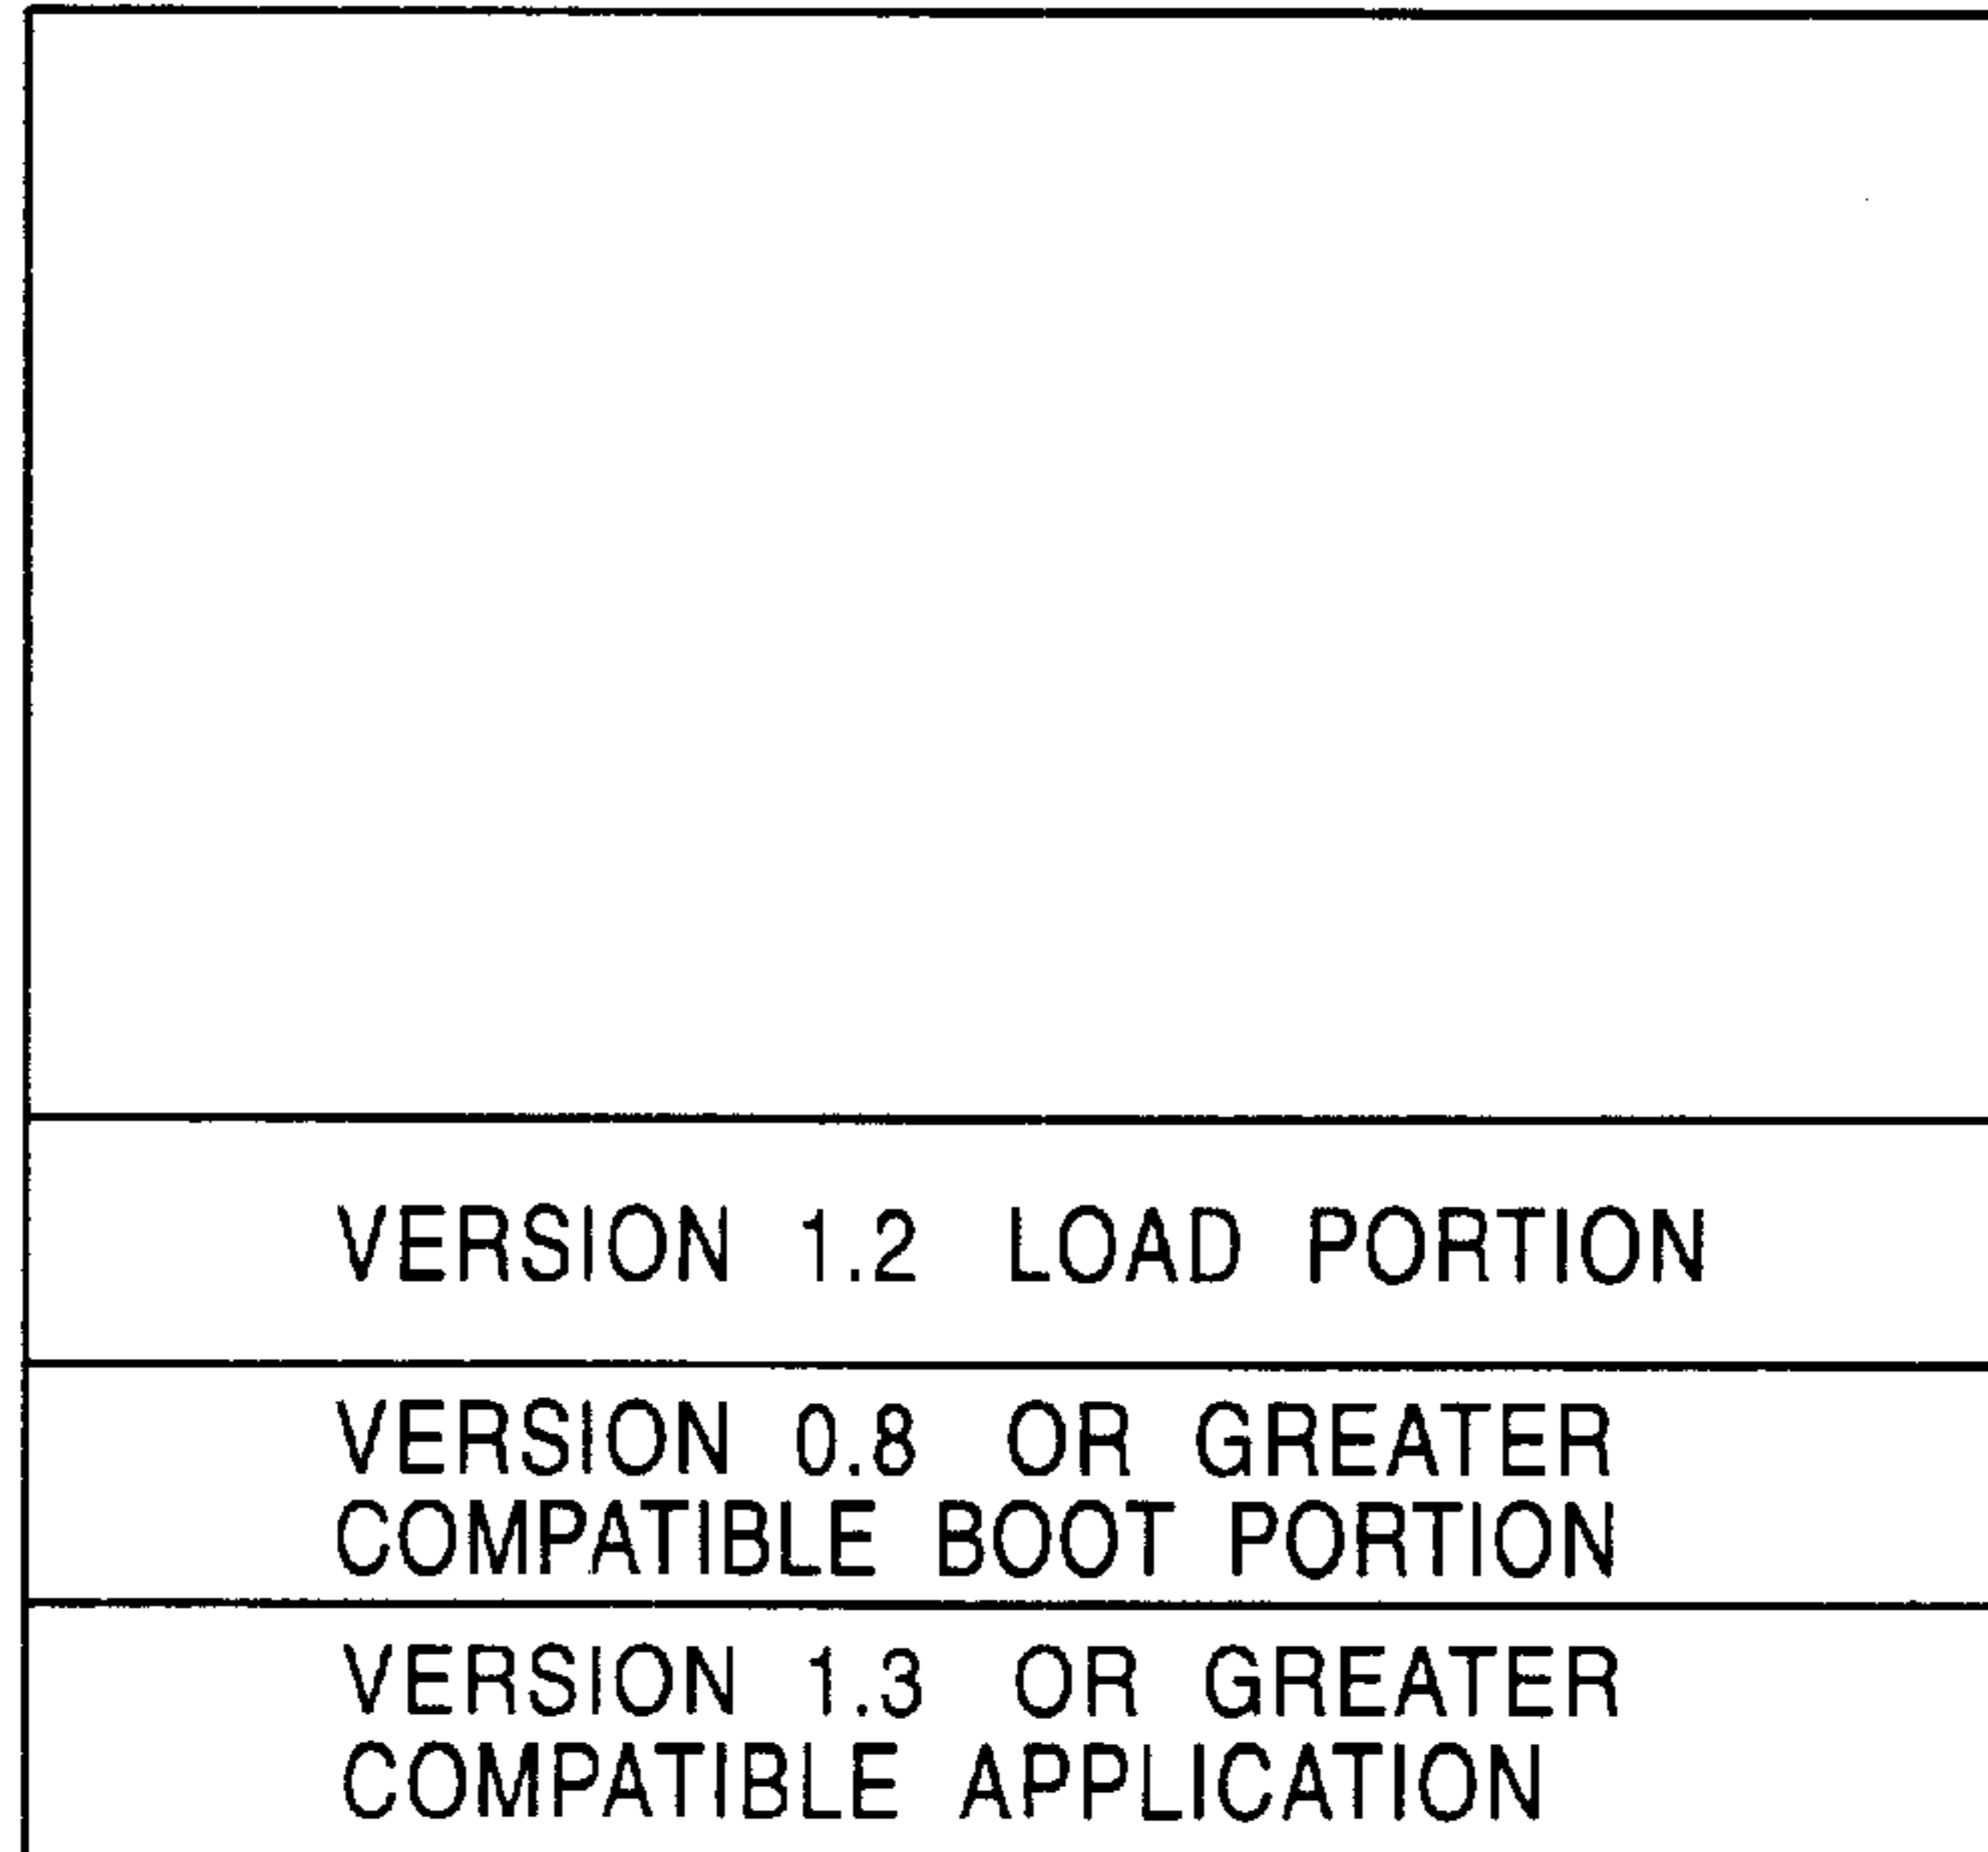 VERSION 1.2 LOAD PORTION
VERSION 0.8 OR GREATER
COMPATIBLE BOOT PORTION
VERSION 1.3 OR GREATER
COMPATIBLE APPLICATION